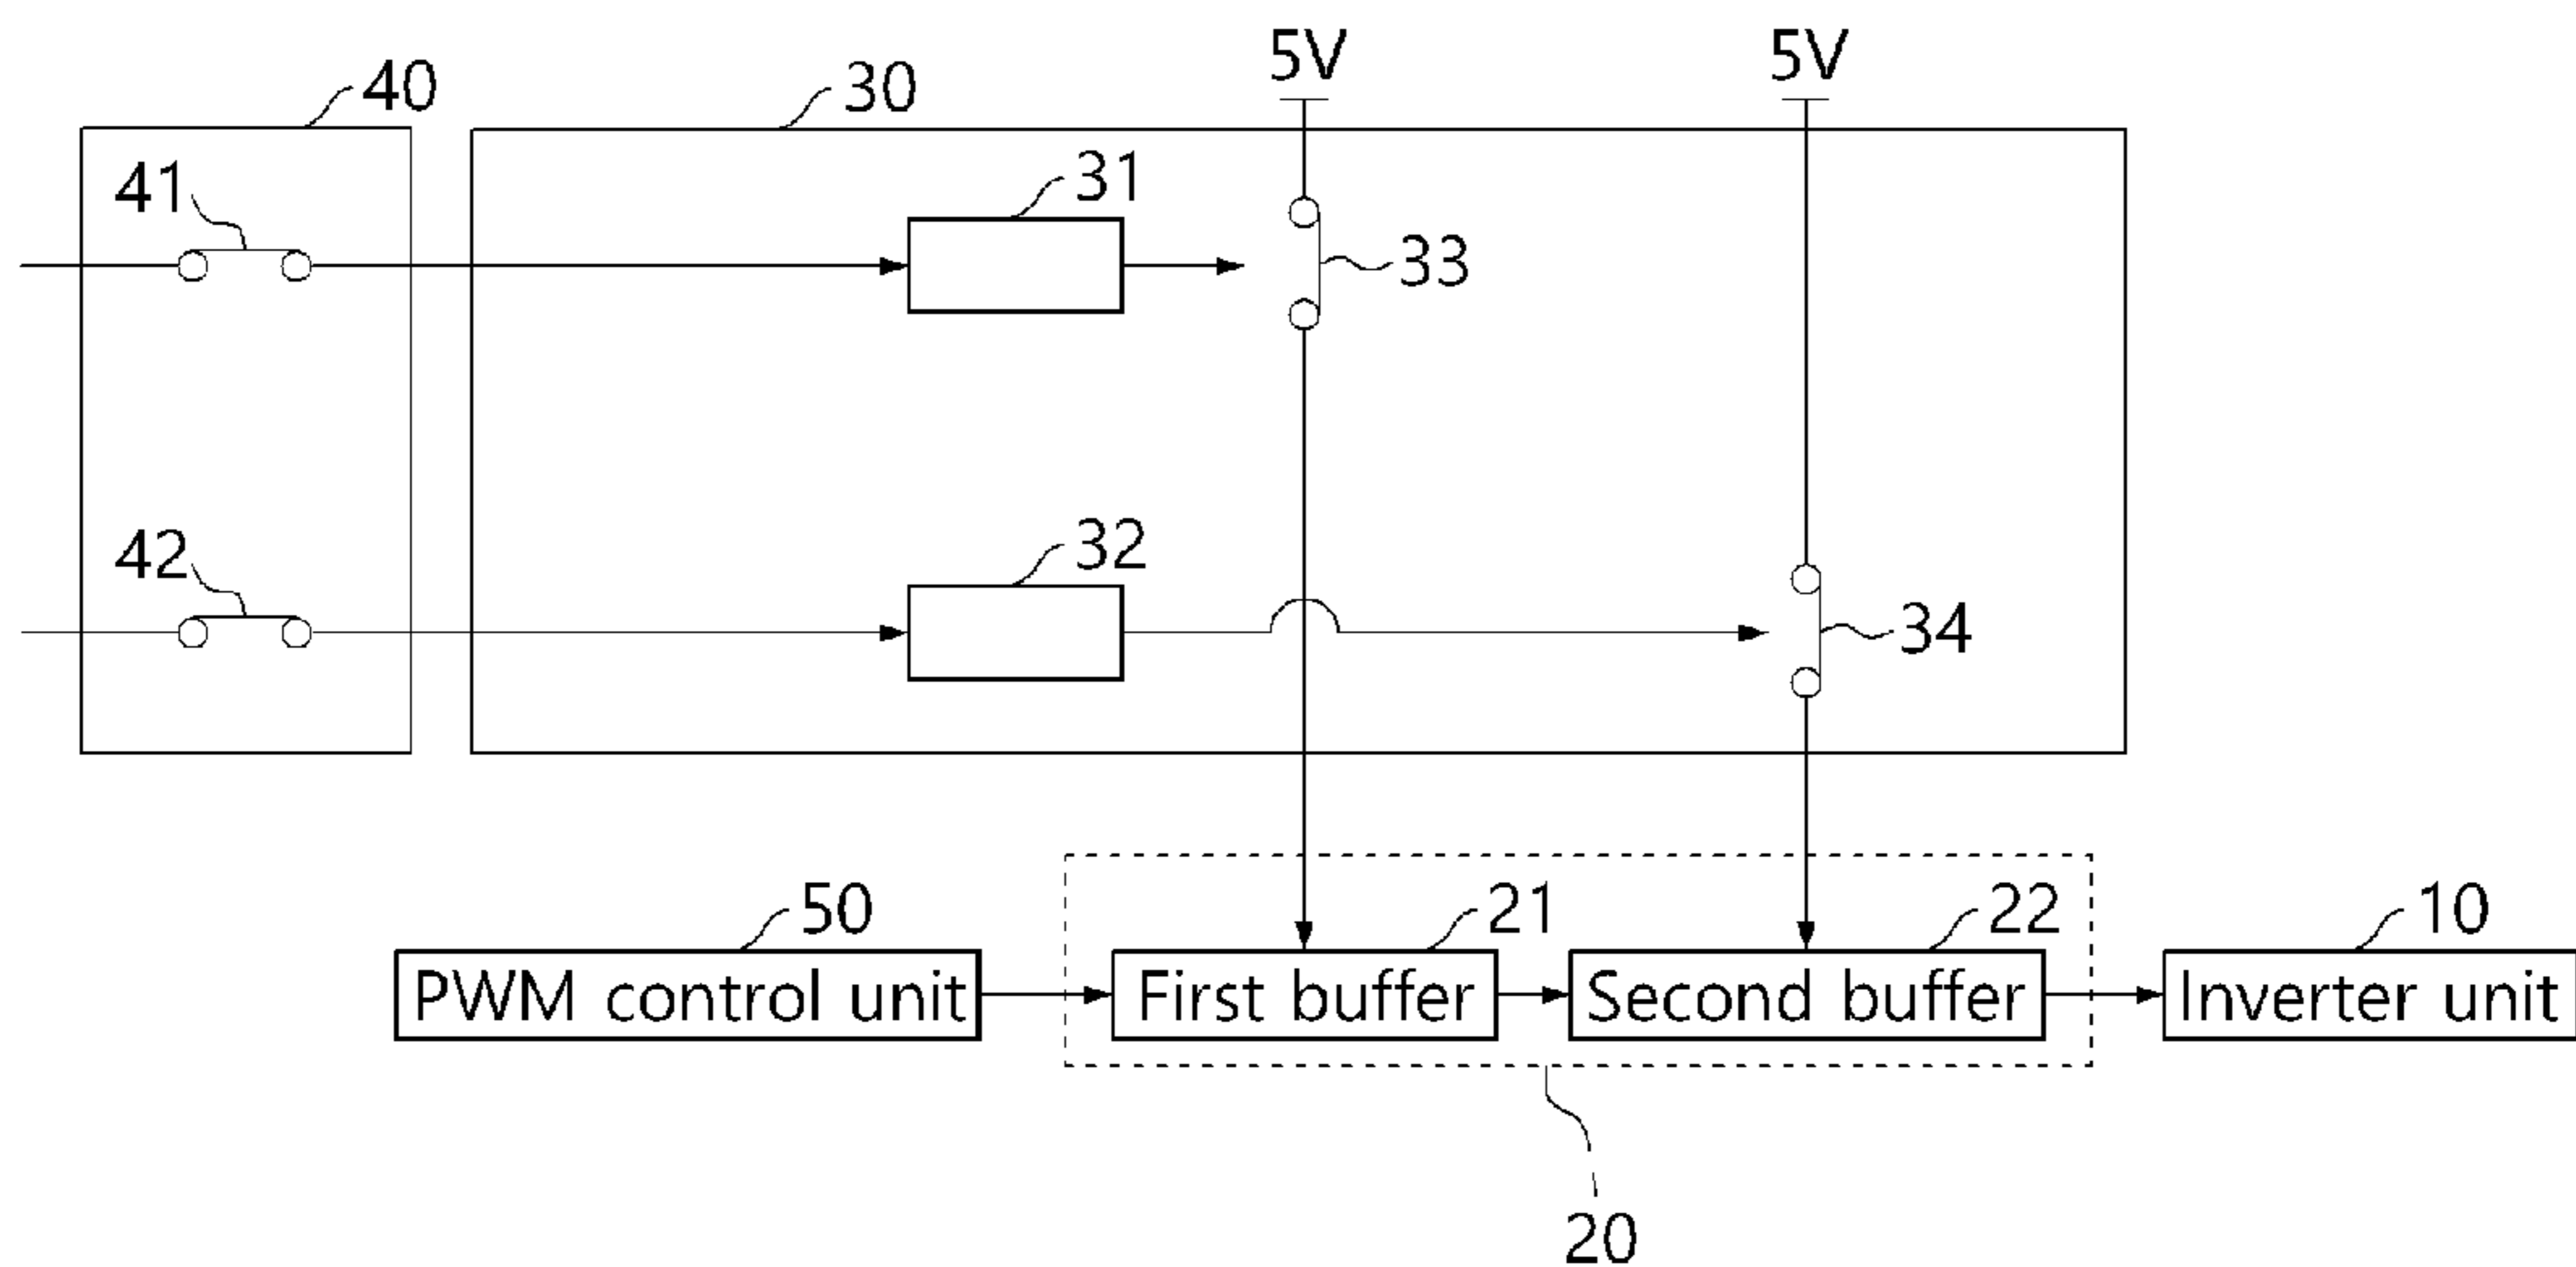 5V 5V
40 30
41 31
33
42 32
34
50 21 22 10
PWM control unit First buffer Second buffer Inverter unit
20